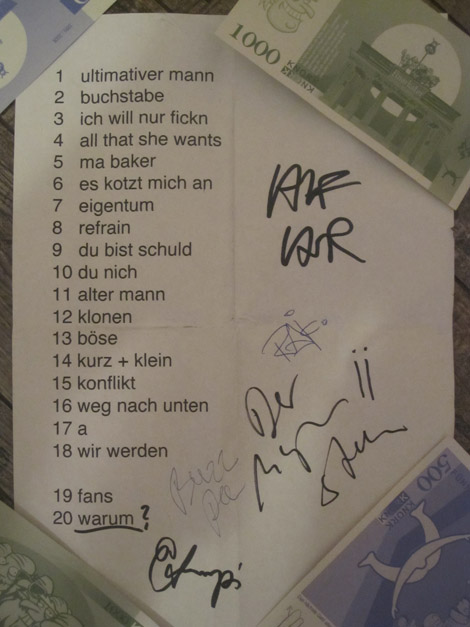 1000
1 ultimativer mann
2 buchstabe
3 ich will nur fickn
4 all that she wants
5 ma baker
6 es kotzt mich an
7 eigentum
8 refrain
9 du bist schuld
10 du nich
11 alter mann
12 klonen
13 böse
14 kurz + klein
15 konflikt
16 weg nach unten
17 a
18 wir werden
Der
19 fans
20 warum ?
500